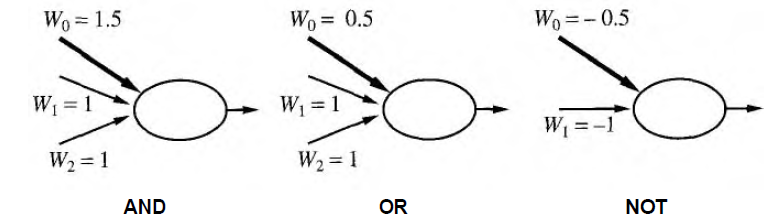 W0 = 1.5
W1 = 1
W2 = 1
AND
W0 = 0.5
W1 = 1
W2 = 1
OR
W0 = – 0.5
W1 = –1
NOT